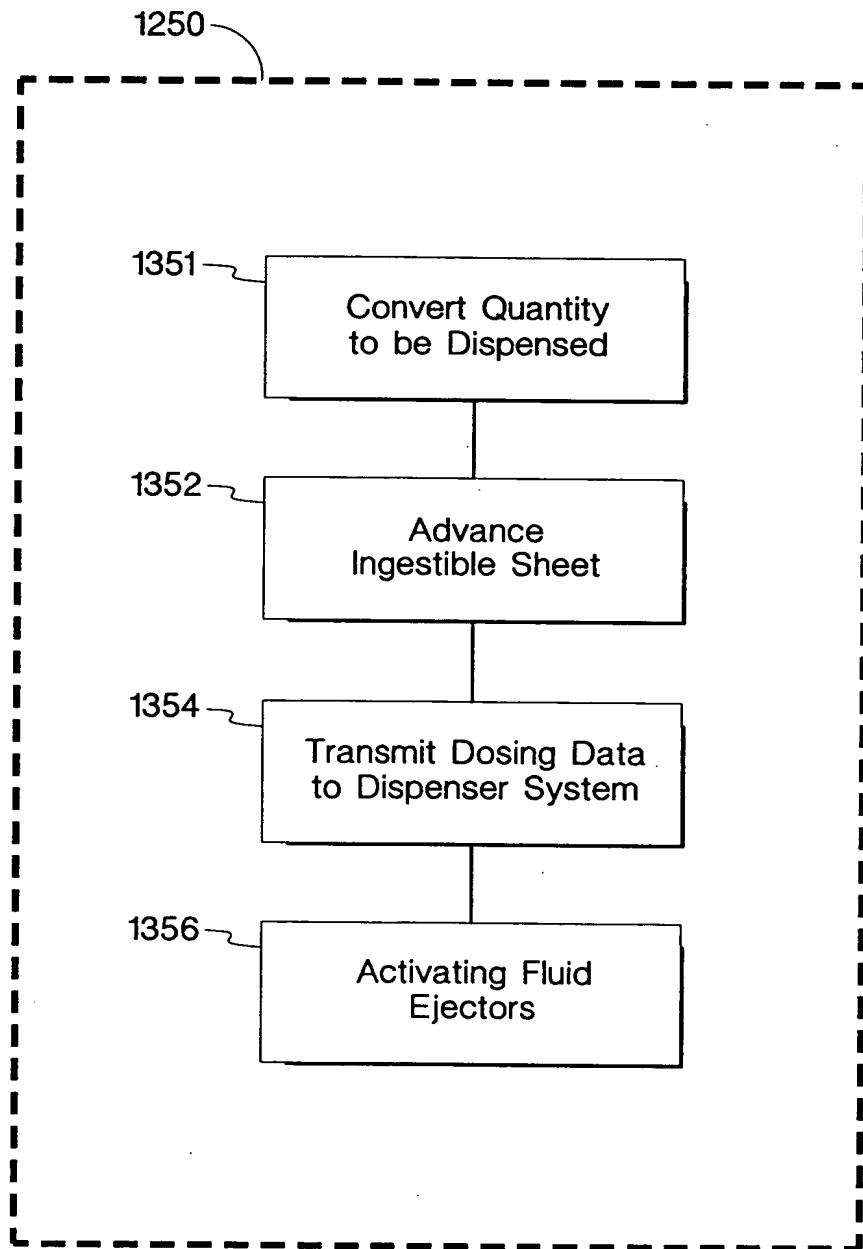 1250
1351
Convert Quantity
to be Dispensed
1352
Advance
Ingestible Sheet
1354
Transmit Dosing Data
to Dispenser System
1356
Activating Fluid
Ejectors